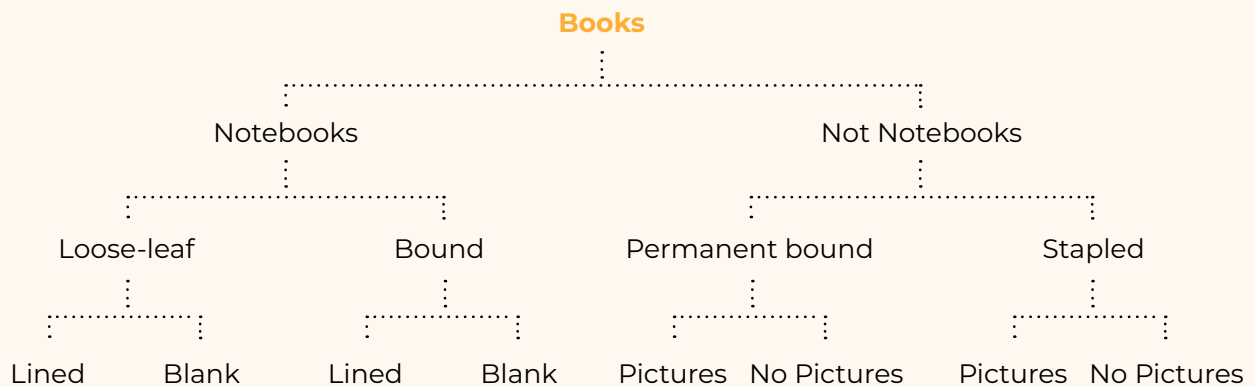 Books
Notebooks Not Notebooks
Loose-leaf Bound Permanent bound Stapled
Lined Blank Lined Blank Pictures No Pictures Pictures No Pictures